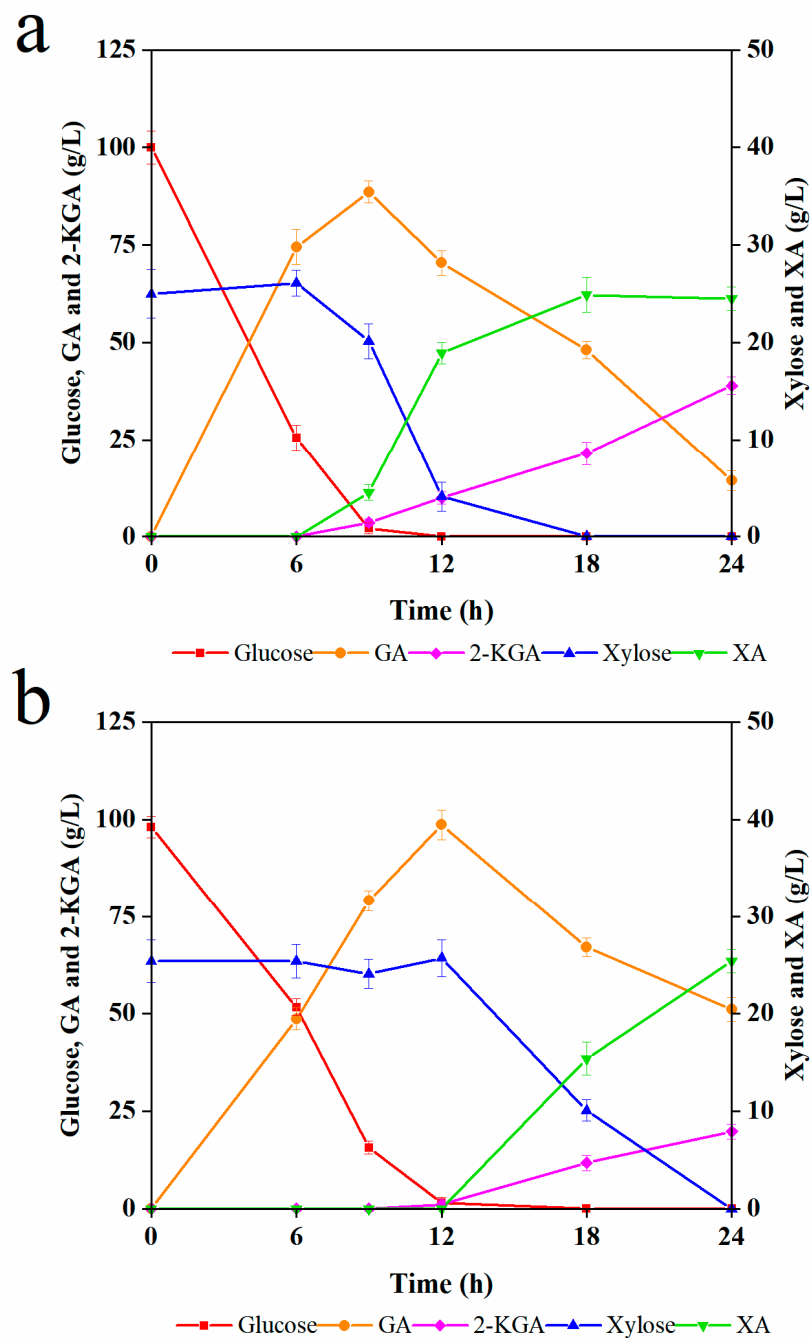 a
Glucose, GA and 2-KGA (g/L)
125
100
75
50
25
0
50
40
30
20
10
0
Xylose and XA (g/L)
0 6 12 18 24
Time (h)
Glucose GA 2-KGA Xylose XA
b
Glucose, GA and 2-KGA (g/L)
125
100
75
50
25
0
50
40
30
20
10
0
Xylose and XA (g/L)
0 6 12 18 24
Time (h)
Glucose GA 2-KGA Xylose XA